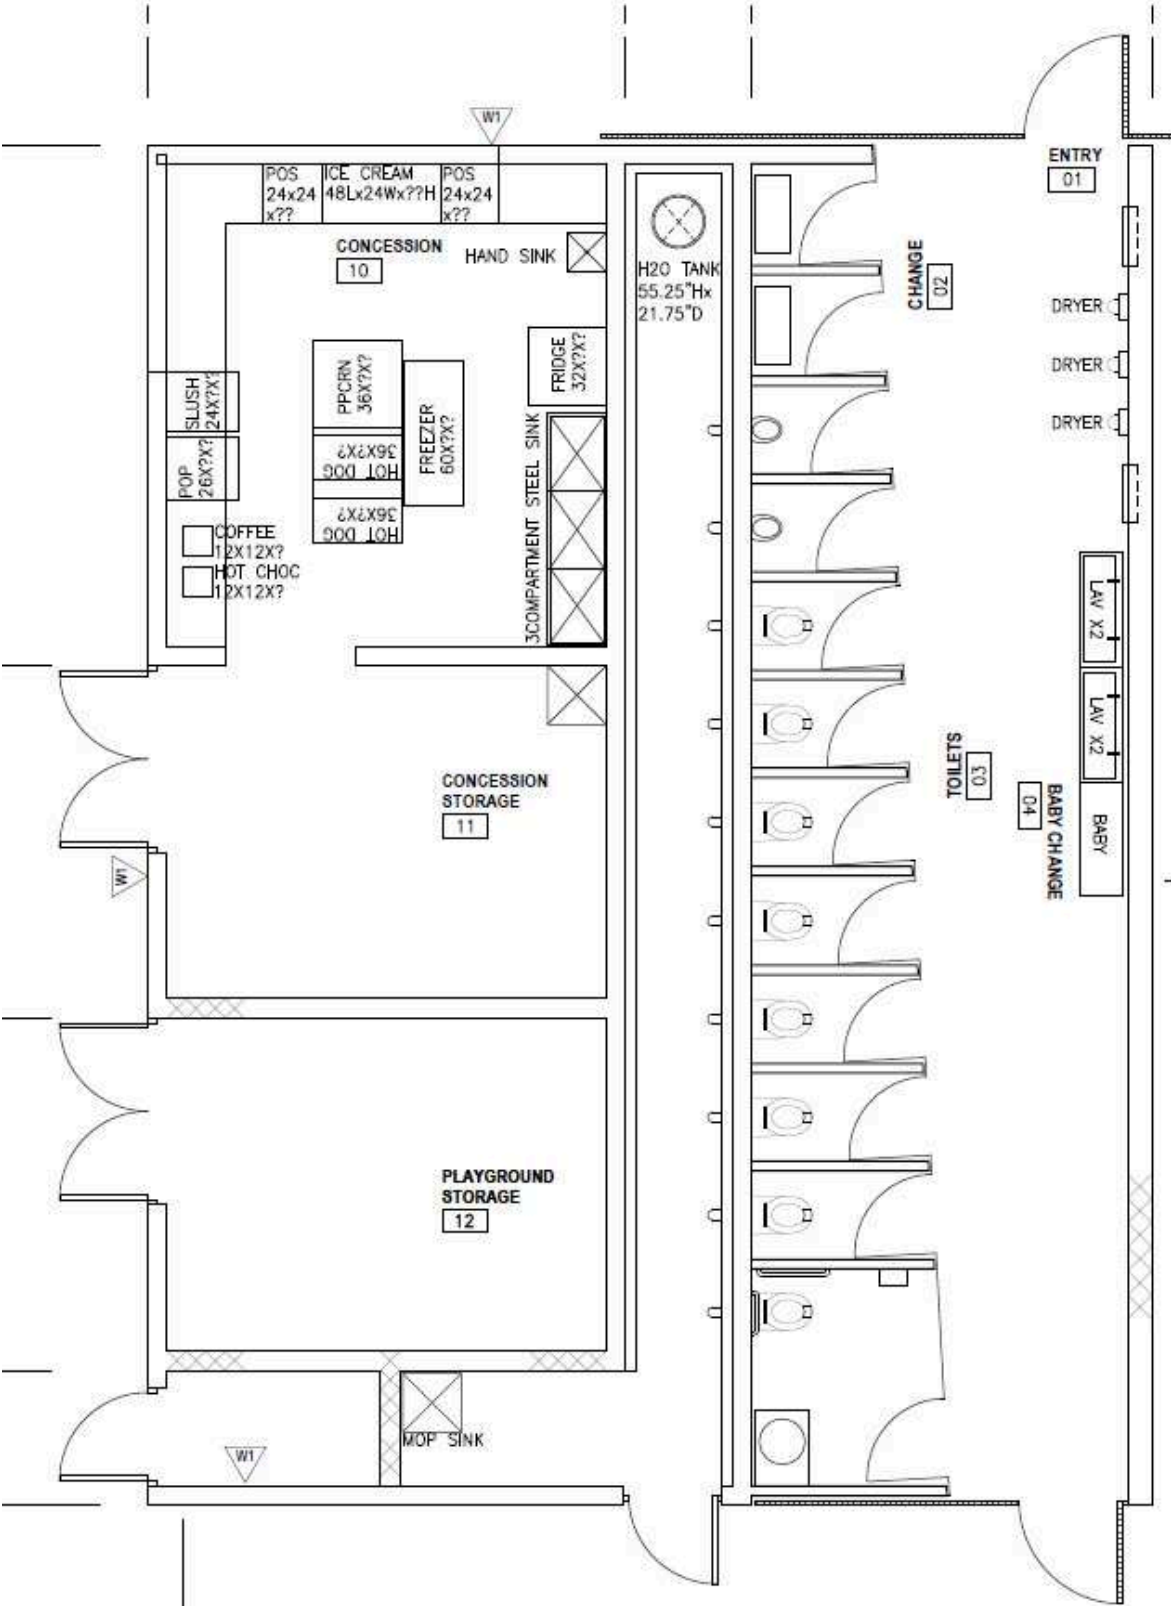 W1
ENTRY
01
POS
24x24
x??
ICE CREAM
48Lx24Wx??H
POS
24x24
x??
CONCESSION
10
HAND SINK
H2O TANK
55.25"Hx
21.75"D
CHANGE
02
DRYER
DRYER
DRYER
SLUSH
24X?X?
POP
26X?X?
COFFEE
12X12X?
HOT CHOC
12X12X?
PPCRN
36X?X?
HOT DOG
36X?X?
HOT DOG
36X?X?
FREEZER
60X?X?
FRIDGE
32X?X?
3COMPARTMENT STEEL SINK
LAV X2
LAV X2
BABY
TOILETS
03
BABY CHANGE
04
CONCESSION
STORAGE
11
W1
PLAYGROUND
STORAGE
12
MOP SINK
W1